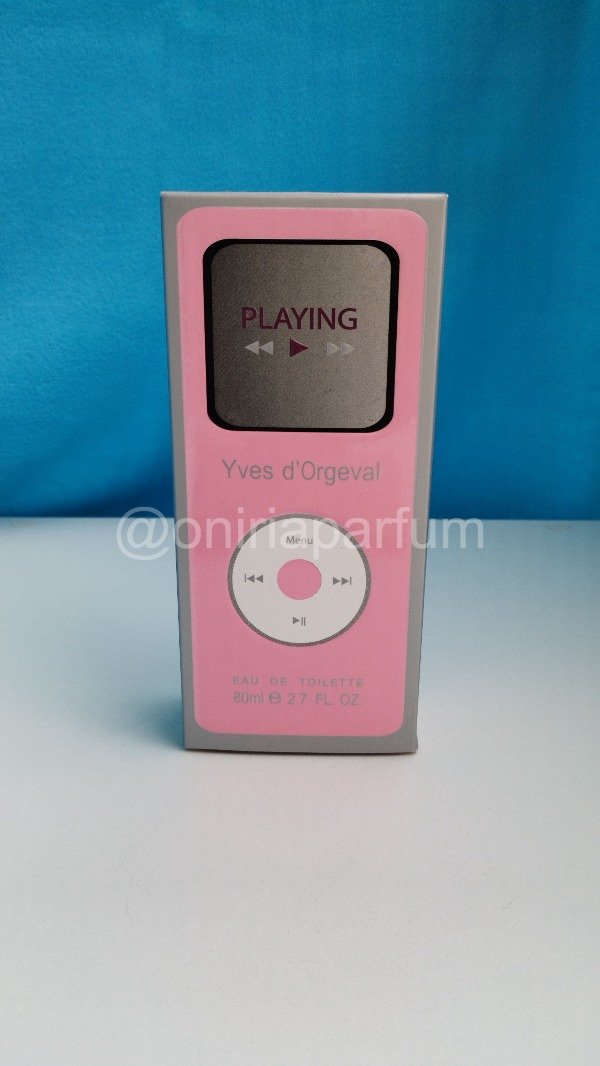 PLAYING
Yves d'Orgeval
@oniriaparfum
Menu
EAU DE TOILETTE
80ml ℮ 2.7 FL. OZ.